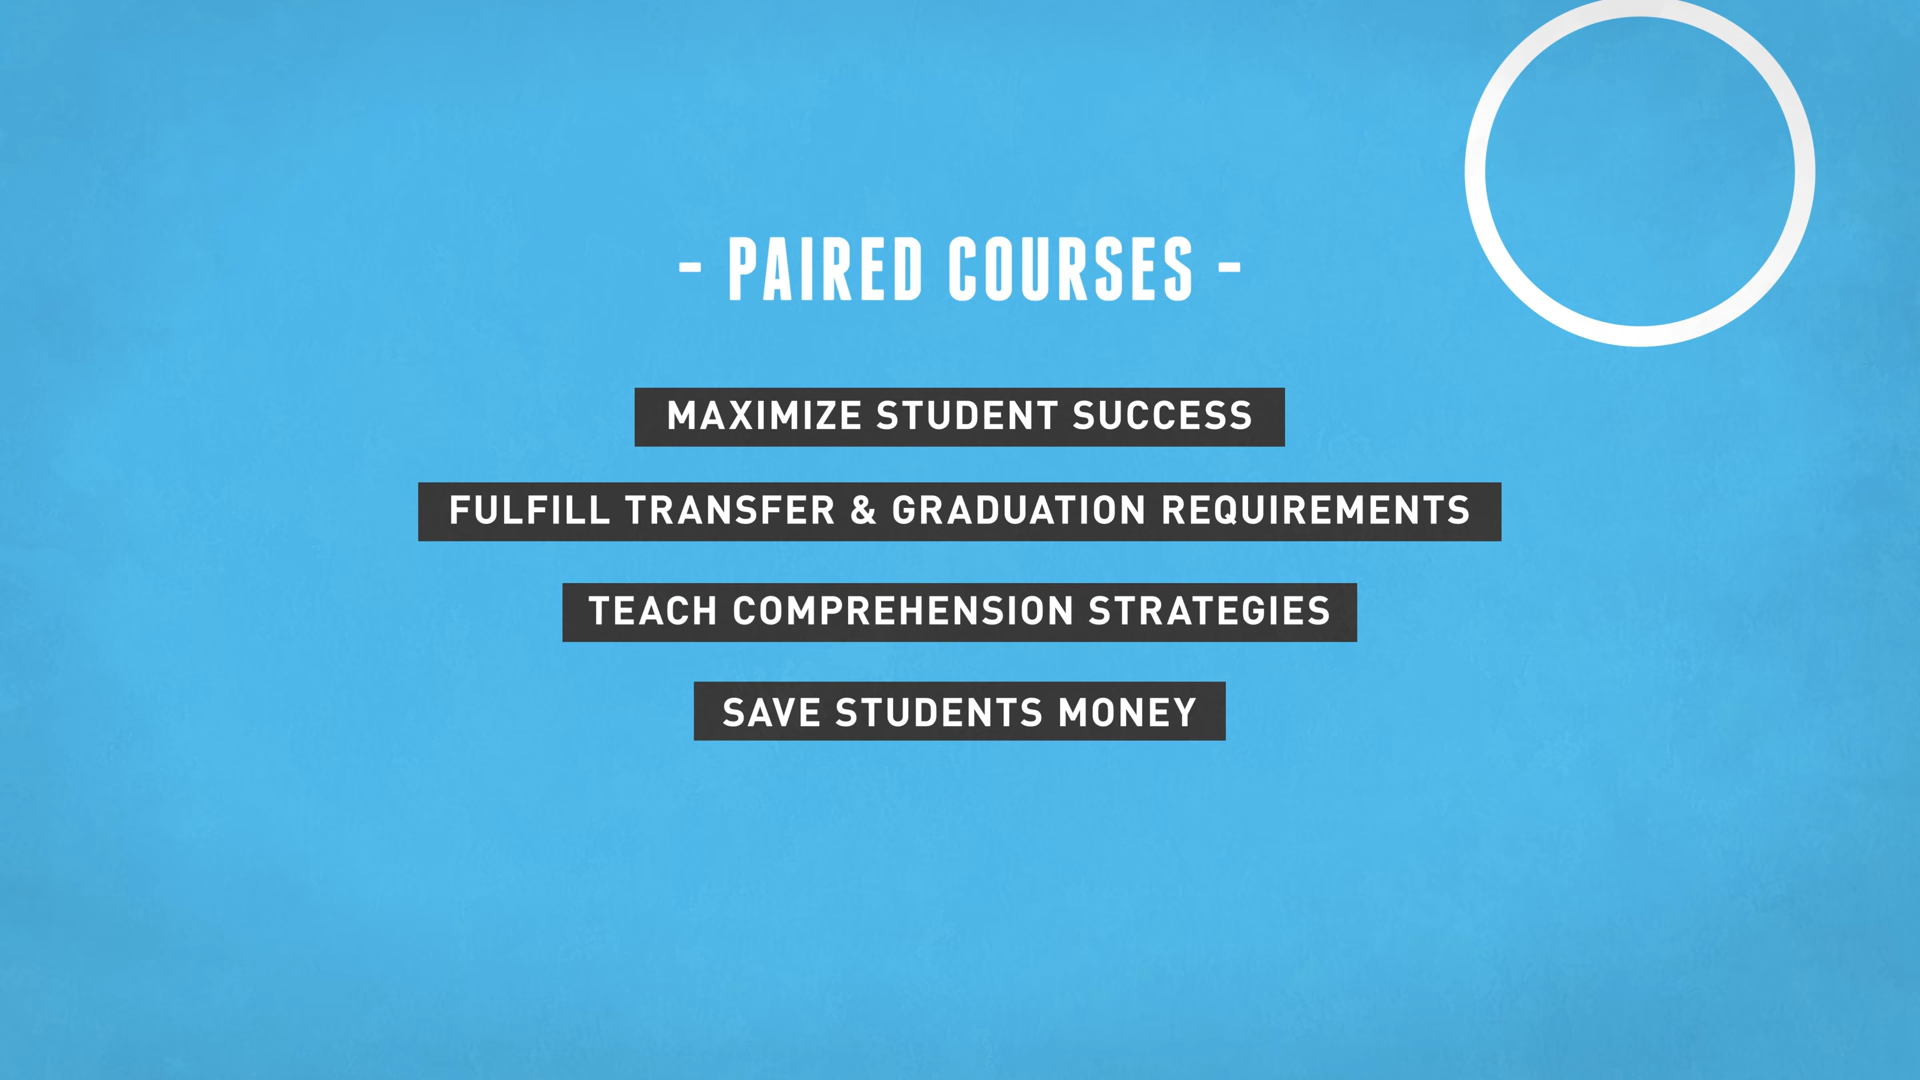 - PAIRED COURSES -
MAXIMIZE STUDENT SUCCESS
FULFILL TRANSFER & GRADUATION REQUIREMENTS
TEACH COMPREHENSION STRATEGIES
SAVE STUDENTS MONEY